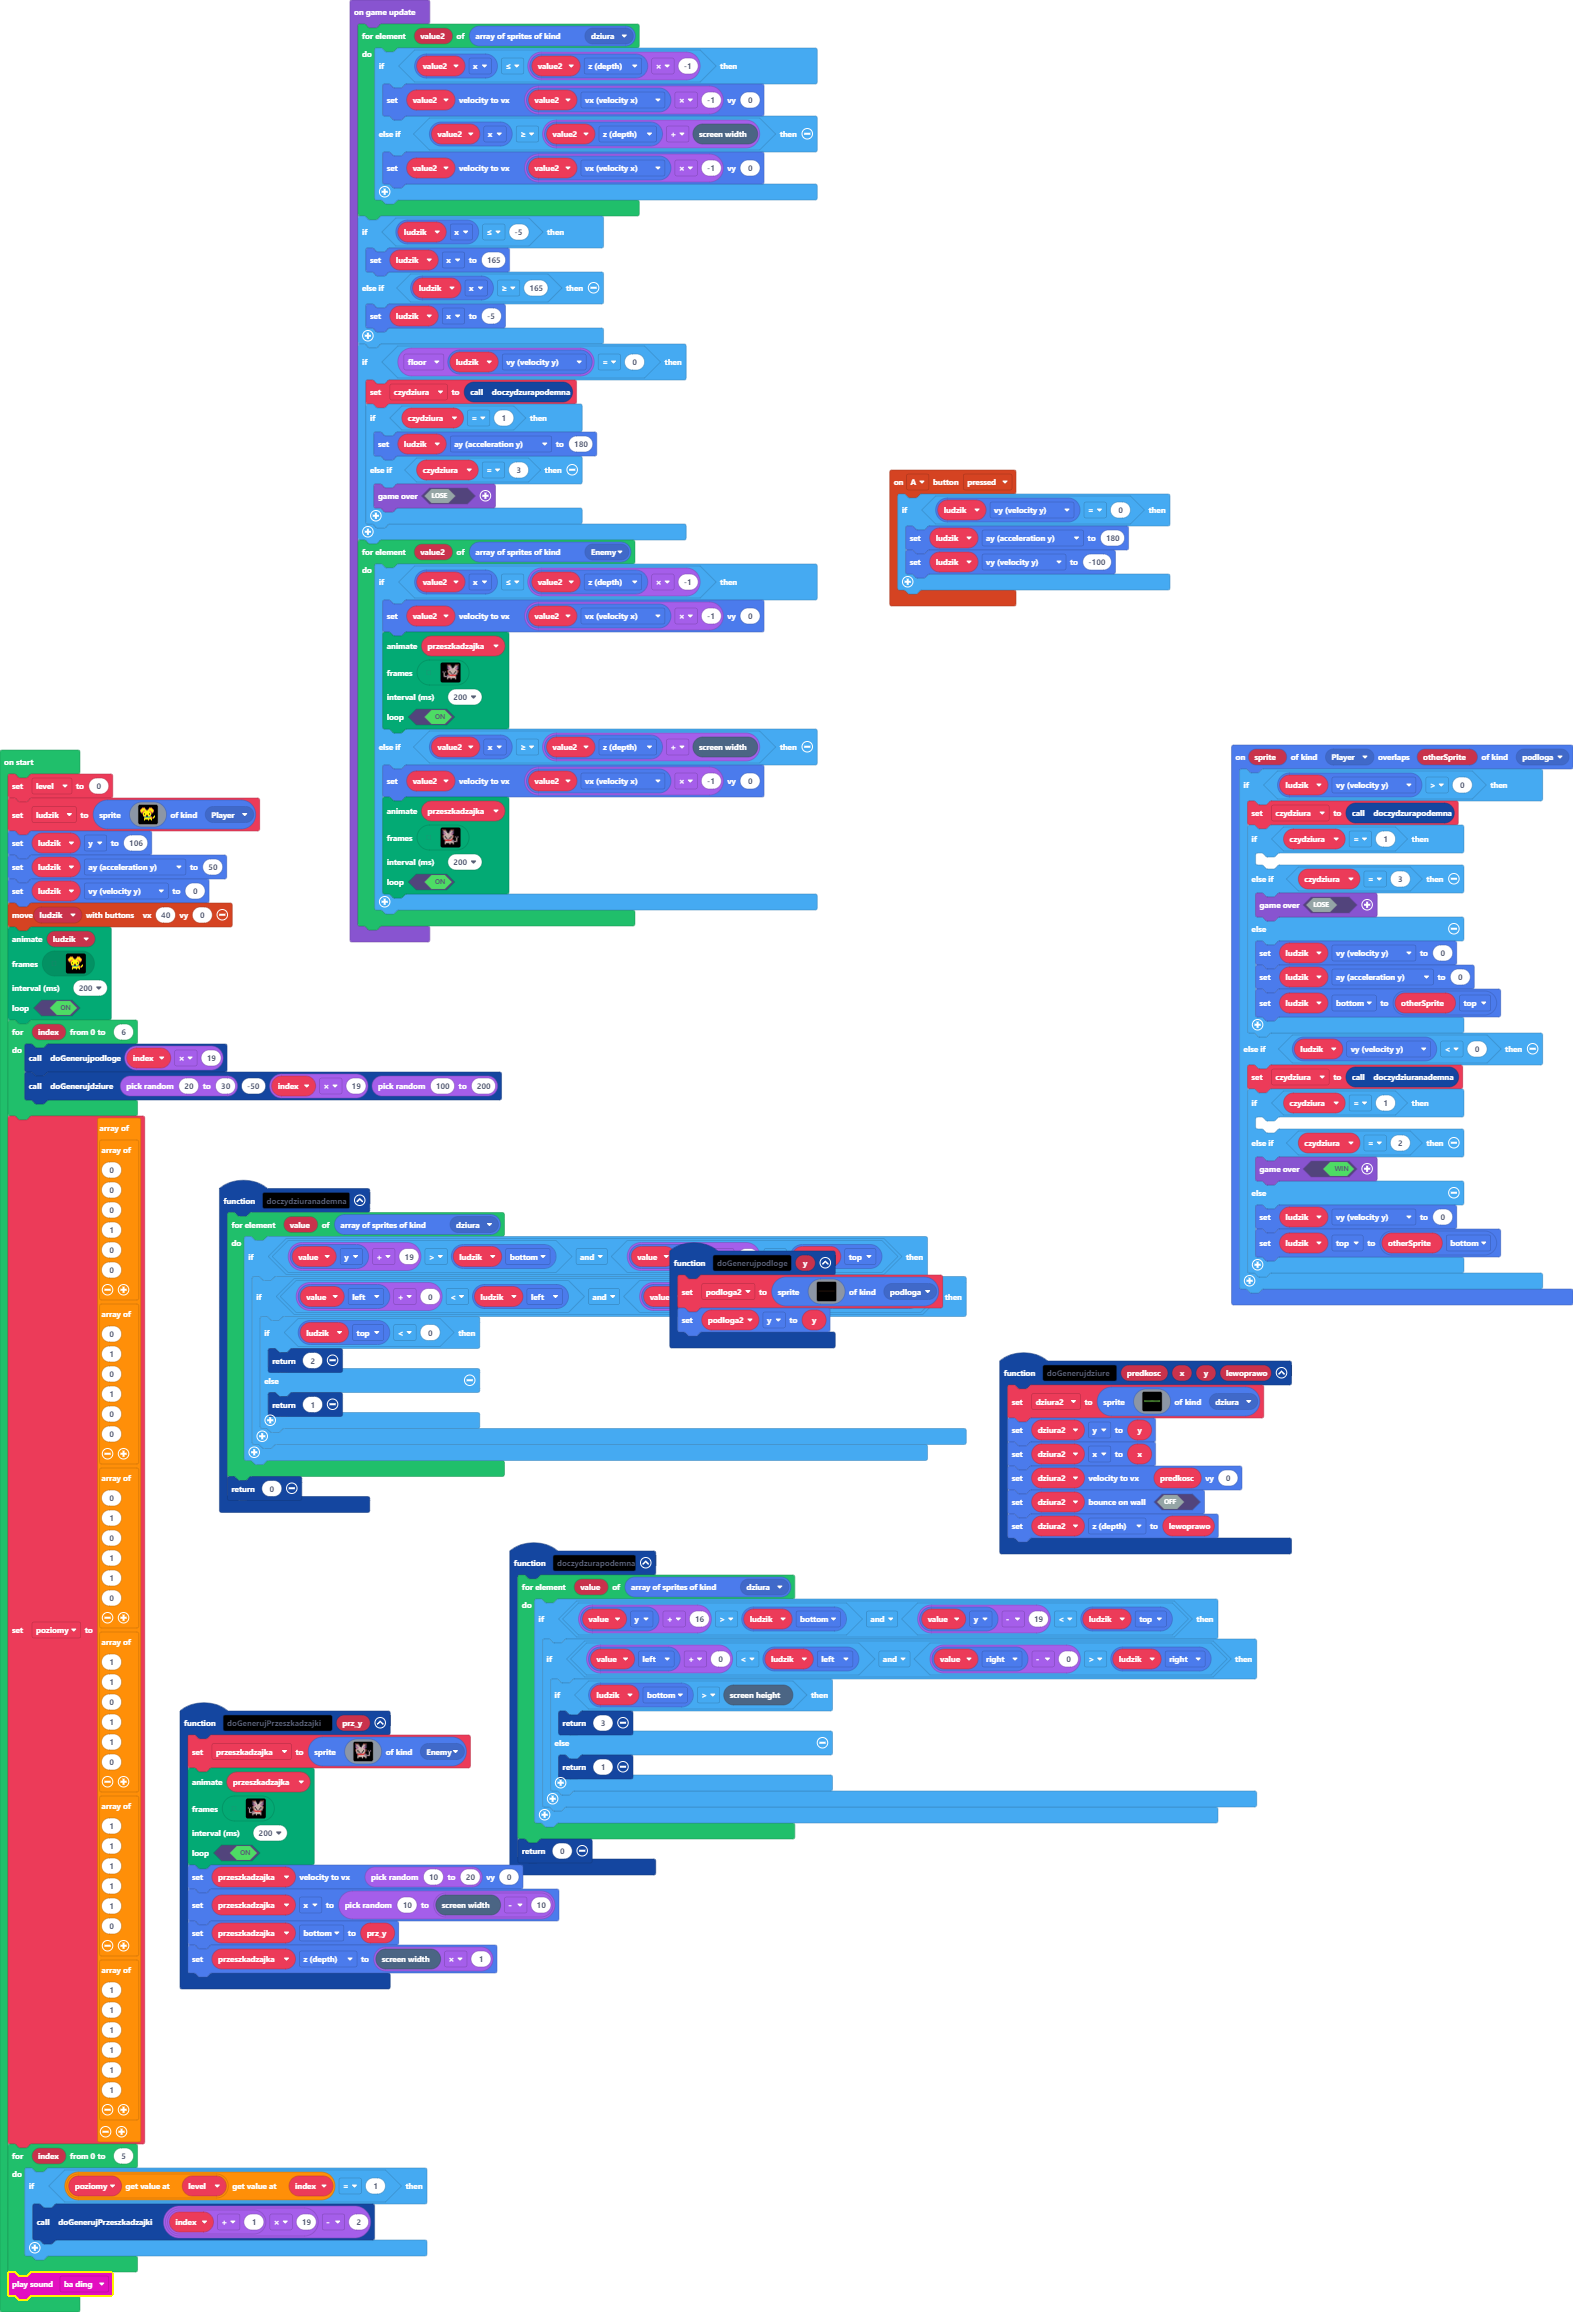 on game update
for element value2 of array of sprites of kind dziura
do
if value2 x ≤ value2 z (depth) × -1 then
set value2 velocity to vx value2 vx (velocity x) × -1 vy 0
else if value2 x ≥ value2 z (depth) + screen width then
set value2 velocity to vx value2 vx (velocity x) × -1 vy 0
if ludzik x ≤ -5 then
set ludzik x to 165
else if ludzik x ≥ 165 then
set ludzik x to -5
if floor ludzik vy (velocity y) = 0 then
set czydziura to call doczydzurapodemna
if czydziura = 1 then
set ludzik ay (acceleration y) to 180
else if czydziura = 3 then
game over LOSE
for element value2 of array of sprites of kind Enemy
do
if value2 x ≤ value2 z (depth) × -1 then
set value2 velocity to vx value2 vx (velocity x) × -1 vy 0
animate przeszkadzajka
frames
interval (ms) 200
loop ON
else if value2 x ≥ value2 z (depth) + screen width then
set value2 velocity to vx value2 vx (velocity x) × -1 vy 0
animate przeszkadzajka
frames
interval (ms) 200
loop ON
on A button pressed
if ludzik vy (velocity y) = 0 then
set ludzik ay (acceleration y) to 180
set ludzik vy (velocity y) to -100
on start
set level to 0
set ludzik to sprite of kind Player
set ludzik y to 106
set ludzik ay (acceleration y) to 50
set ludzik vy (velocity y) to 0
move ludzik with buttons vx 40 vy 0
animate ludzik
frames
interval (ms) 200
loop ON
for index from 0 to 6
do
call doGenerujpodloge index × 19
call doGenerujdziure pick random 20 to 30 -50 index × 19 pick random 100 to 200
set poziomy to
array of
array of
0
0
0
1
0
0
array of
0
1
0
1
0
0
array of
0
1
0
1
1
0
array of
1
1
0
1
1
0
array of
1
1
1
1
1
0
array of
1
1
1
1
1
1
for index from 0 to 5
do
if poziomy get value at level get value at index = 1 then
call doGenerujPrzeszkadzajki index + 1 × 19 - 2
play sound ba ding
on sprite of kind Player overlaps otherSprite of kind podloga
if ludzik vy (velocity y) > 0 then
set czydziura to call doczydzurapodemna
if czydziura = 1 then
else if czydziura = 3 then
game over LOSE
else
set ludzik vy (velocity y) to 0
set ludzik ay (acceleration y) to 0
set ludzik bottom to otherSprite top
else if ludzik vy (velocity y) < 0 then
set czydziura to call doczydziuranademna
if czydziura = 1 then
else if czydziura = 2 then
game over WIN
else
set ludzik vy (velocity y) to 0
set ludzik top to otherSprite bottom
function doczydziuranademna
for element value of array of sprites of kind dziura
do
if value y + 19 > ludzik bottom and value top then
if value left + 0 < ludzik left and value then
if ludzik top < 0 then
return 2
else
return 1
return 0
function doGenerujpodloge y
set podloga2 to sprite of kind podloga
set podloga2 y to y
function doGenerujdziure predkosc x y lewoprawo
set dziura2 to sprite of kind dziura
set dziura2 y to y
set dziura2 x to x
set dziura2 velocity to vx predkosc vy 0
set dziura2 bounce on wall OFF
set dziura2 z (depth) to lewoprawo
function doczydzurapodemna
for element value of array of sprites of kind dziura
do
if value y + 16 > ludzik bottom and value y - 19 < ludzik top then
if value left + 0 < ludzik left and value right - 0 > ludzik right then
if ludzik bottom > screen height then
return 3
else
return 1
return 0
function doGenerujPrzeszkadzajki prz_y
set przeszkadzajka to sprite of kind Enemy
animate przeszkadzajka
frames
interval (ms) 200
loop ON
set przeszkadzajka velocity to vx pick random 10 to 20 vy 0
set przeszkadzajka x to pick random 10 to screen width - 10
set przeszkadzajka bottom to prz_y
set przeszkadzajka z (depth) to screen width × 1